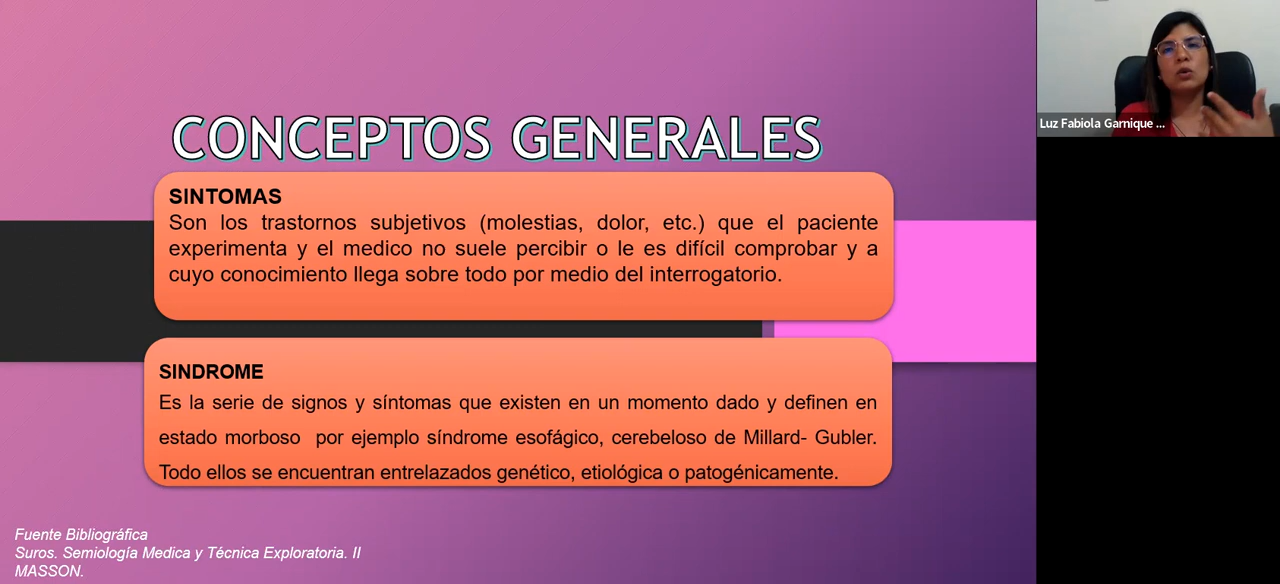 CONCEPTOS GENERALES
SINTOMAS
Son los trastornos subjetivos (molestias, dolor, etc.) que el paciente
experimenta y el medico no suele percibir o le es difícil comprobar y a
cuyo conocimiento llega sobre todo por medio del interrogatorio.
SINDROME
Es la serie de signos y síntomas que existen en un momento dado y definen en
estado morboso por ejemplo síndrome esofágico, cerebeloso de Millard- Gubler.
Todo ellos se encuentran entrelazados genético, etiológica o patogénicamente.
Fuente Bibliográfica
Suros. Semiología Medica y Técnica Exploratoria. II
MASSON.
Luz Fabiola Garnique ...